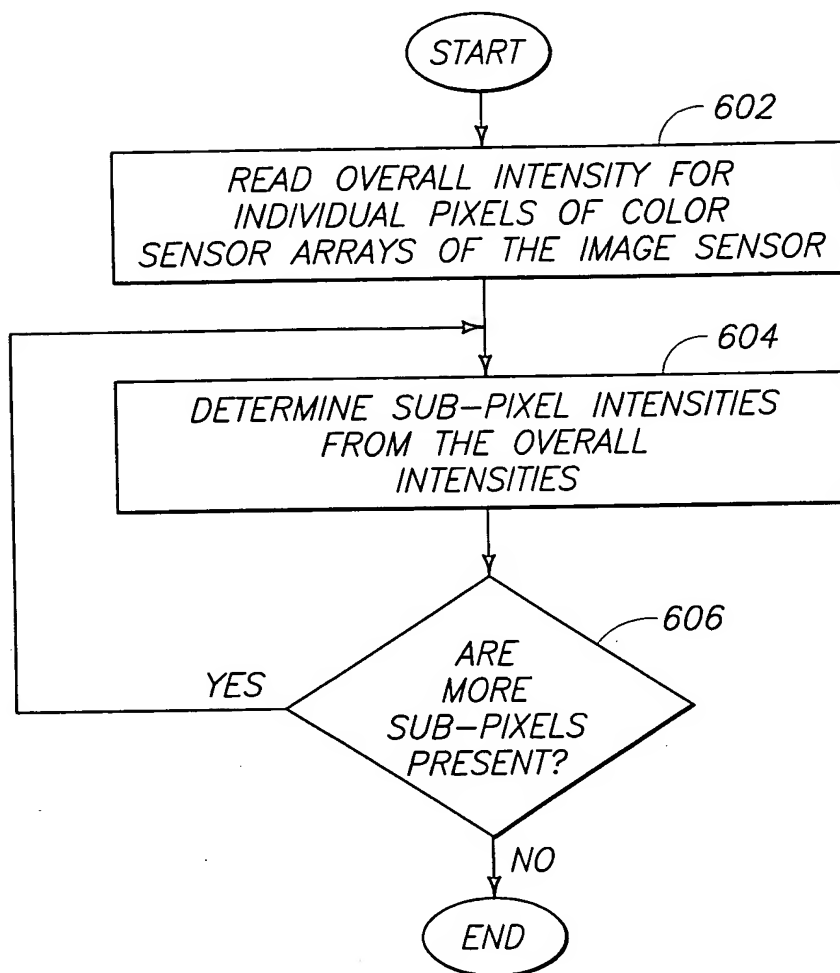 START
602
READ OVERALL INTENSITY FOR
INDIVIDUAL PIXELS OF COLOR
SENSOR ARRAYS OF THE IMAGE SENSOR
604
DETERMINE SUB-PIXEL INTENSITIES
FROM THE OVERALL
INTENSITIES
606
ARE
MORE
SUB-PIXELS
PRESENT?
YES
NO
END